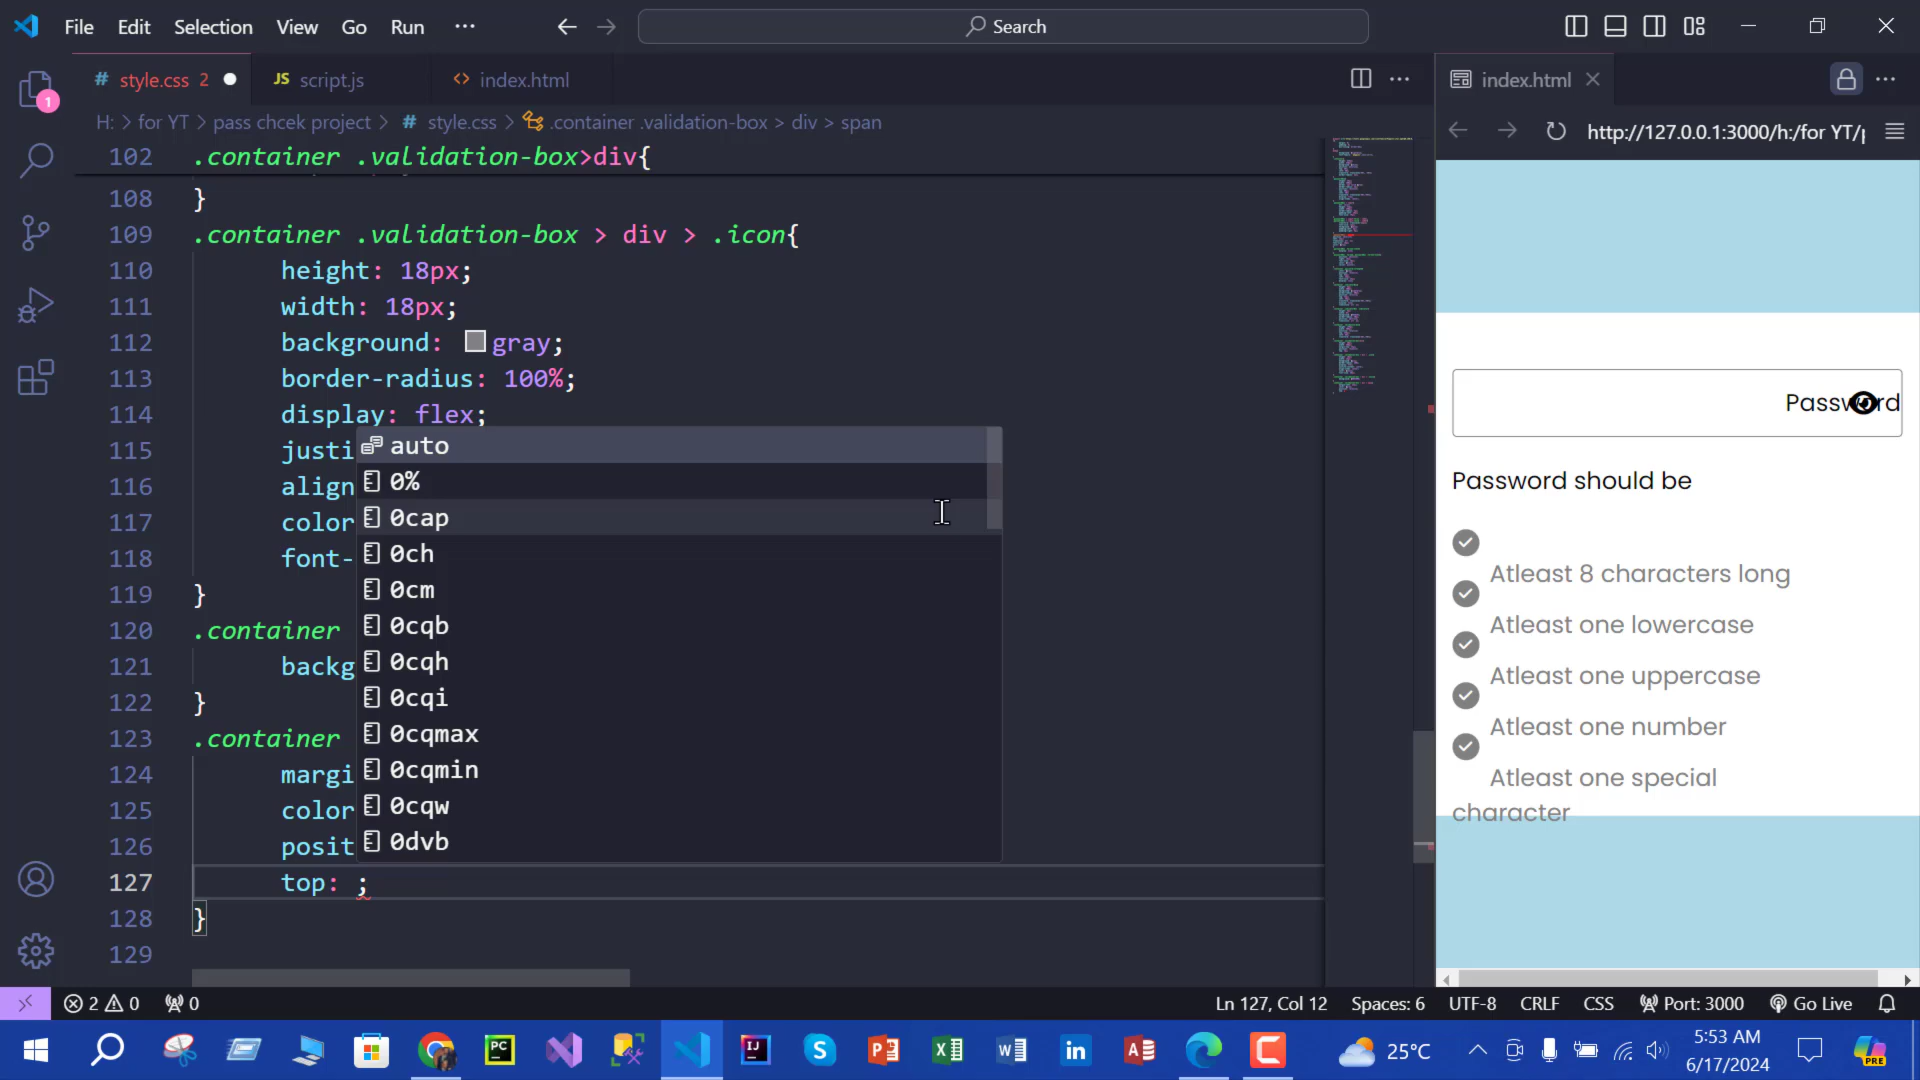 File Edit Selection View Go Run ···
Search
# style.css 2
JS script.js
<> index.html
index.html
H: > for YT > pass chcek project > # style.css > .container .validation-box > div > span
http://127.0.0.1:3000/h:/for YT/p
1
102 .container .validation-box>div{
108 }
109 .container .validation-box > div > .icon{
110 height: 18px;
111 width: 18px;
112 background: gray;
113 border-radius: 100%;
114 display: flex;
115 justi
116 align
117 color
118 font-
119 }
120 .container
121 backg
122 }
123 .container
124 margi
125 color
126 posit
127 top: ;
128 }
129
auto
0%
0cap
0ch
0cm
0cqb
0cqh
0cqi
0cqmax
0cqmin
0cqw
0dvb
Password
Password should be
Atleast 8 characters long
Atleast one lowercase
Atleast one uppercase
Atleast one number
Atleast one special
character
2 0 0
Ln 127, Col 12 Spaces: 6 UTF-8 CRLF CSS Port: 3000 Go Live
25°C
5:53 AM
6/17/2024
PRE